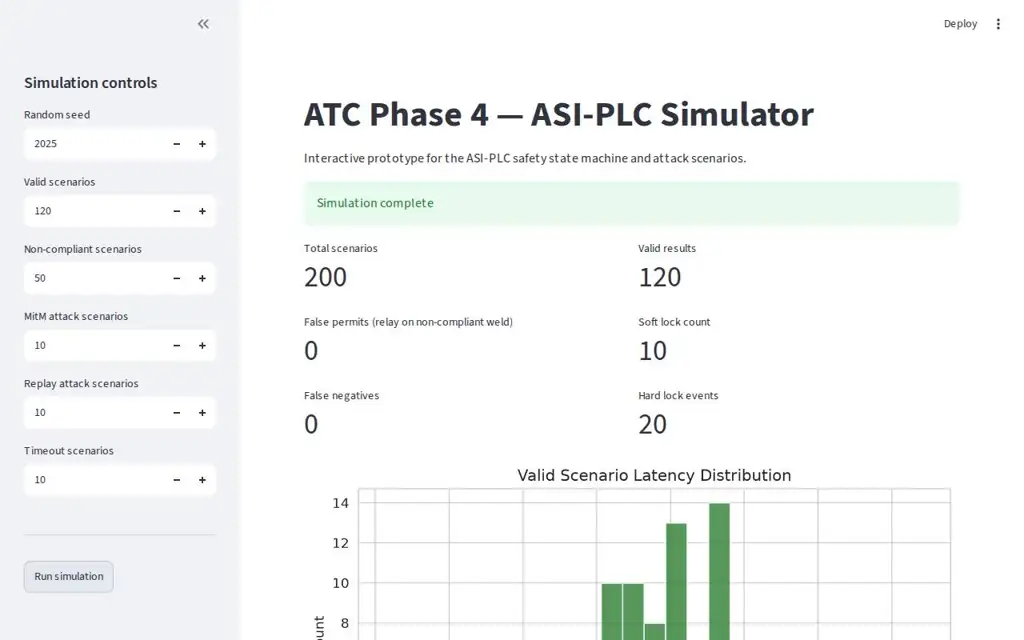 Deploy
Simulation controls
Random seed
2025
Valid scenarios
120
Non-compliant scenarios
50
MitM attack scenarios
10
Replay attack scenarios
10
Timeout scenarios
10
Run simulation
ATC Phase 4 — ASI-PLC Simulator
Interactive prototype for the ASI-PLC safety state machine and attack scenarios.
Simulation complete
Total scenarios
200
Valid results
120
False permits (relay on non-compliant weld)
0
Soft lock count
10
False negatives
0
Hard lock events
20
Valid Scenario Latency Distribution
14
12
10
8